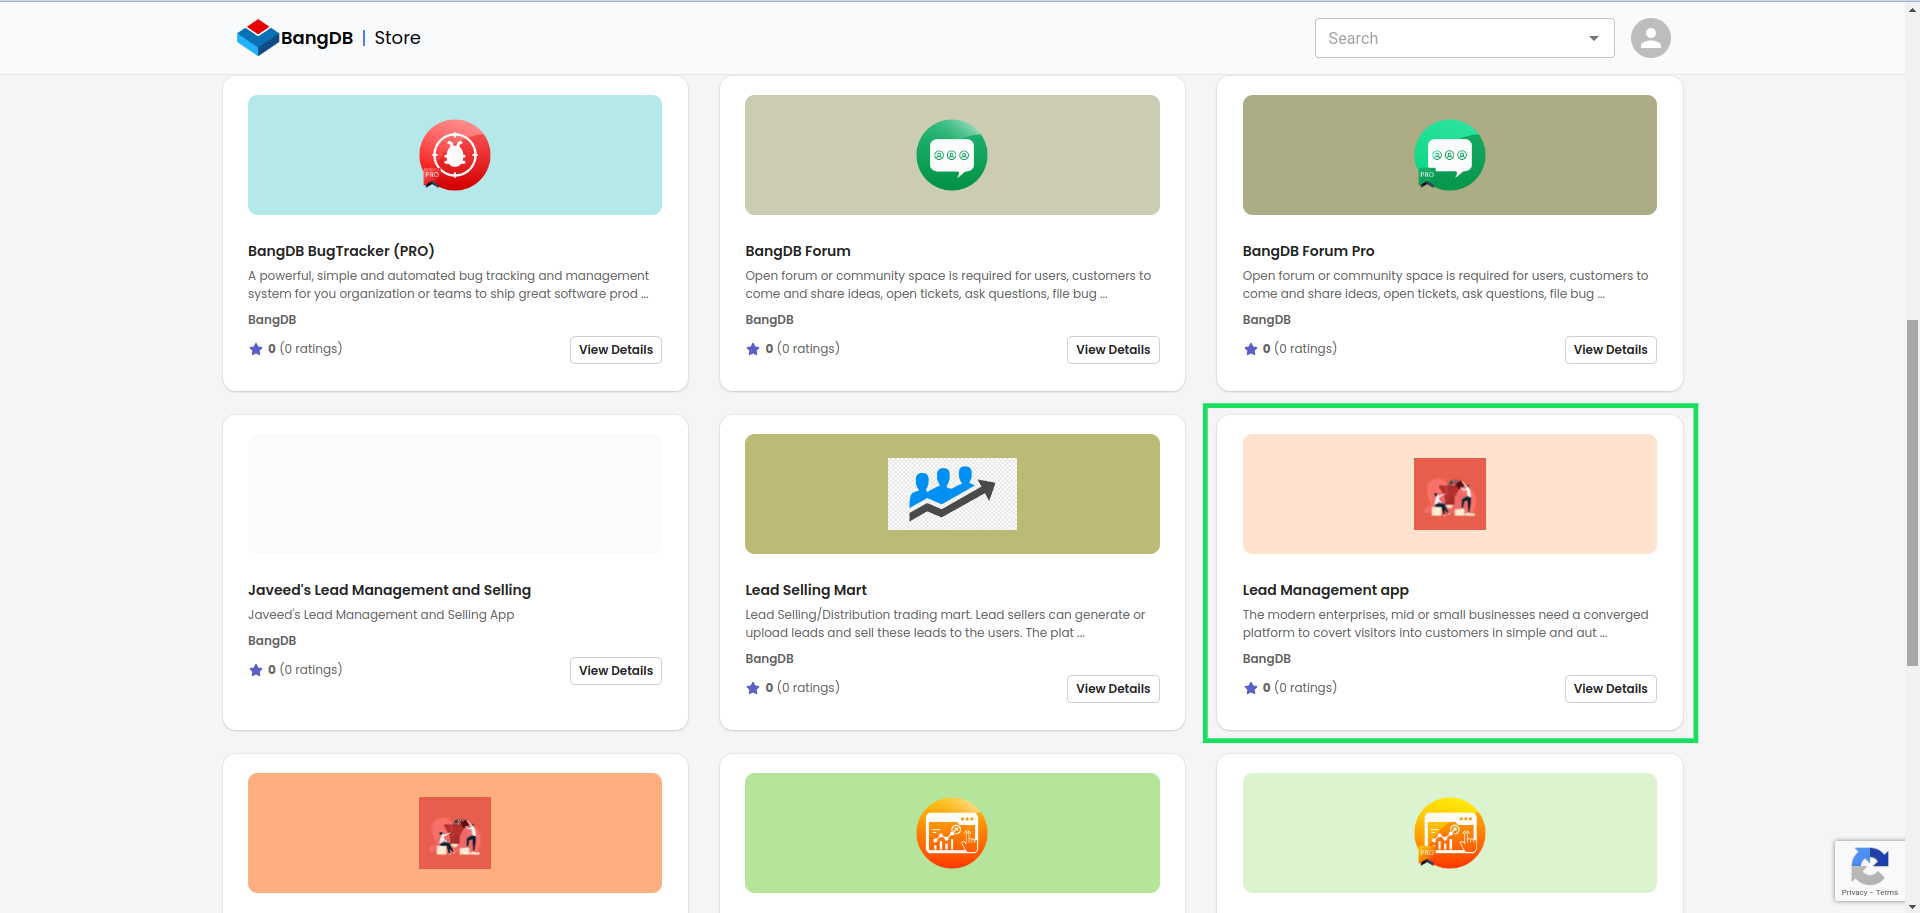 BangDB | Store
Search
PRO
PRO
BangDB BugTracker (PRO)
A powerful, simple and automated bug tracking and management
system for you organization or teams to ship great software prod ...
BangDB
0 (0 ratings)
View Details
BangDB Forum
Open forum or community space is required for users, customers to
come and share ideas, open tickets, ask questions, file bug ...
BangDB
0 (0 ratings)
View Details
BangDB Forum Pro
Open forum or community space is required for users, customers to
come and share ideas, open tickets, ask questions, file bug ...
BangDB
0 (0 ratings)
View Details
Javeed's Lead Management and Selling
Javeed's Lead Management and Selling App
BangDB
0 (0 ratings)
View Details
Lead Selling Mart
Lead Selling/Distribution trading mart. Lead sellers can generate or
upload leads and sell these leads to the users. The plat ...
BangDB
0 (0 ratings)
View Details
Lead Management app
The modern enterprises, mid or small businesses need a converged
platform to covert visitors into customers in simple and aut ...
BangDB
0 (0 ratings)
View Details
PRO
Privacy - Terms